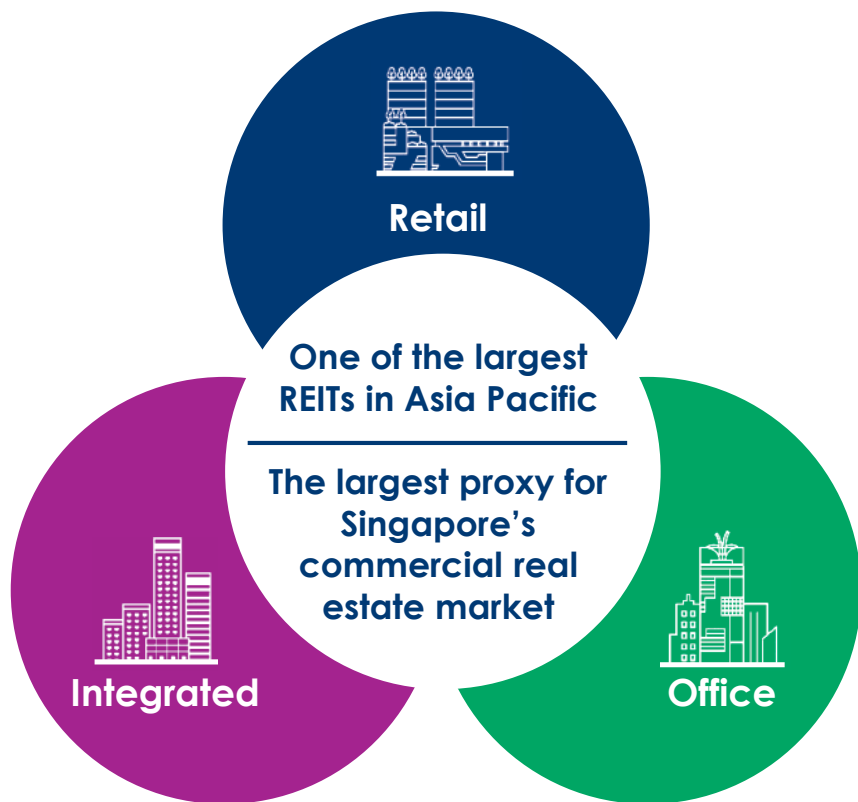 Retail
One of the largest
REITs in Asia Pacific
The largest proxy for
Singapore’s
commercial real
estate market
Integrated
Office